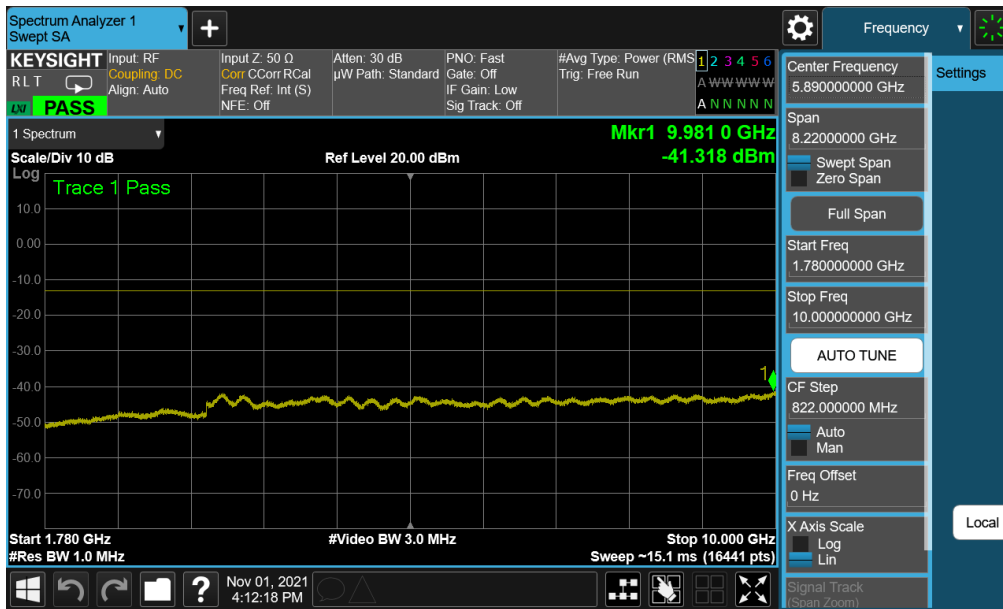 Spectrum Analyzer 1
Swept SA
+
Frequency
KEYSIGHT
R L T
LXI PASS
Input: RF
Coupling: DC
Align: Auto
Input Z: 50 Ω
Corr CCorr RCal
Freq Ref: Int (S)
NFE: Off
Atten: 30 dB
µW Path: Standard
PNO: Fast
Gate: Off
IF Gain: Low
Sig Track: Off
#Avg Type: Power (RMS
Trig: Free Run
1 2 3 4 5 6
A W W W W W
A N N N N N
1 Spectrum
Mkr1 9.981 0 GHz
-41.318 dBm
Scale/Div 10 dB
Ref Level 20.00 dBm
Log
Trace 1 Pass
10.0
0.00
-10.0
-20.0
-30.0
1
-40.0
-50.0
-60.0
-70.0
Start 1.780 GHz
#Video BW 3.0 MHz
Stop 10.000 GHz
#Res BW 1.0 MHz
Sweep ~15.1 ms (16441 pts)
?
Nov 01, 2021
4:12:18 PM
Center Frequency
5.890000000 GHz
Settings
Span
8.22000000 GHz
Swept Span
Zero Span
Full Span
Start Freq
1.780000000 GHz
Stop Freq
10.000000000 GHz
AUTO TUNE
CF Step
822.000000 MHz
Auto
Man
Freq Offset
0 Hz
X Axis Scale
Log
Lin
Local
Signal Track
(Span Zoom)